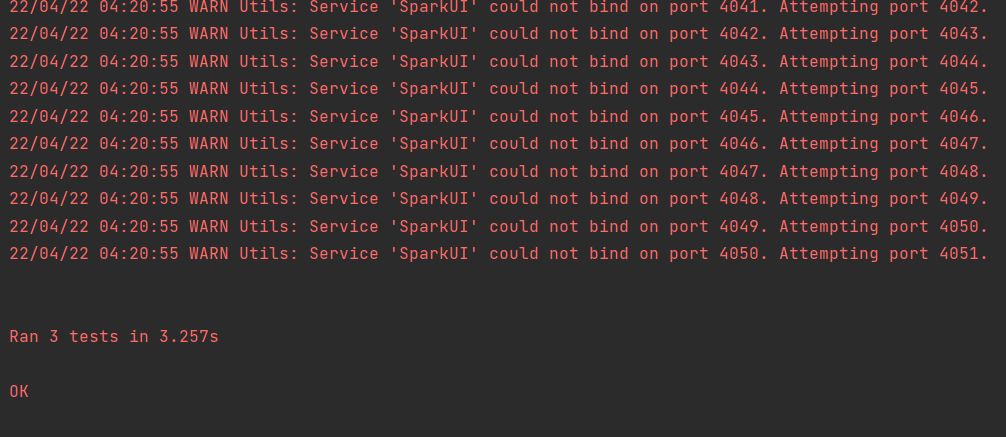 22/04/22 04:20:55 WARN Utils: Service 'SparkUI' could not bind on port 4041. Attempting port 4042.
22/04/22 04:20:55 WARN Utils: Service 'SparkUI' could not bind on port 4042. Attempting port 4043.
22/04/22 04:20:55 WARN Utils: Service 'SparkUI' could not bind on port 4043. Attempting port 4044.
22/04/22 04:20:55 WARN Utils: Service 'SparkUI' could not bind on port 4044. Attempting port 4045.
22/04/22 04:20:55 WARN Utils: Service 'SparkUI' could not bind on port 4045. Attempting port 4046.
22/04/22 04:20:55 WARN Utils: Service 'SparkUI' could not bind on port 4046. Attempting port 4047.
22/04/22 04:20:55 WARN Utils: Service 'SparkUI' could not bind on port 4047. Attempting port 4048.
22/04/22 04:20:55 WARN Utils: Service 'SparkUI' could not bind on port 4048. Attempting port 4049.
22/04/22 04:20:55 WARN Utils: Service 'SparkUI' could not bind on port 4049. Attempting port 4050.
22/04/22 04:20:55 WARN Utils: Service 'SparkUI' could not bind on port 4050. Attempting port 4051.
Ran 3 tests in 3.257s
OK